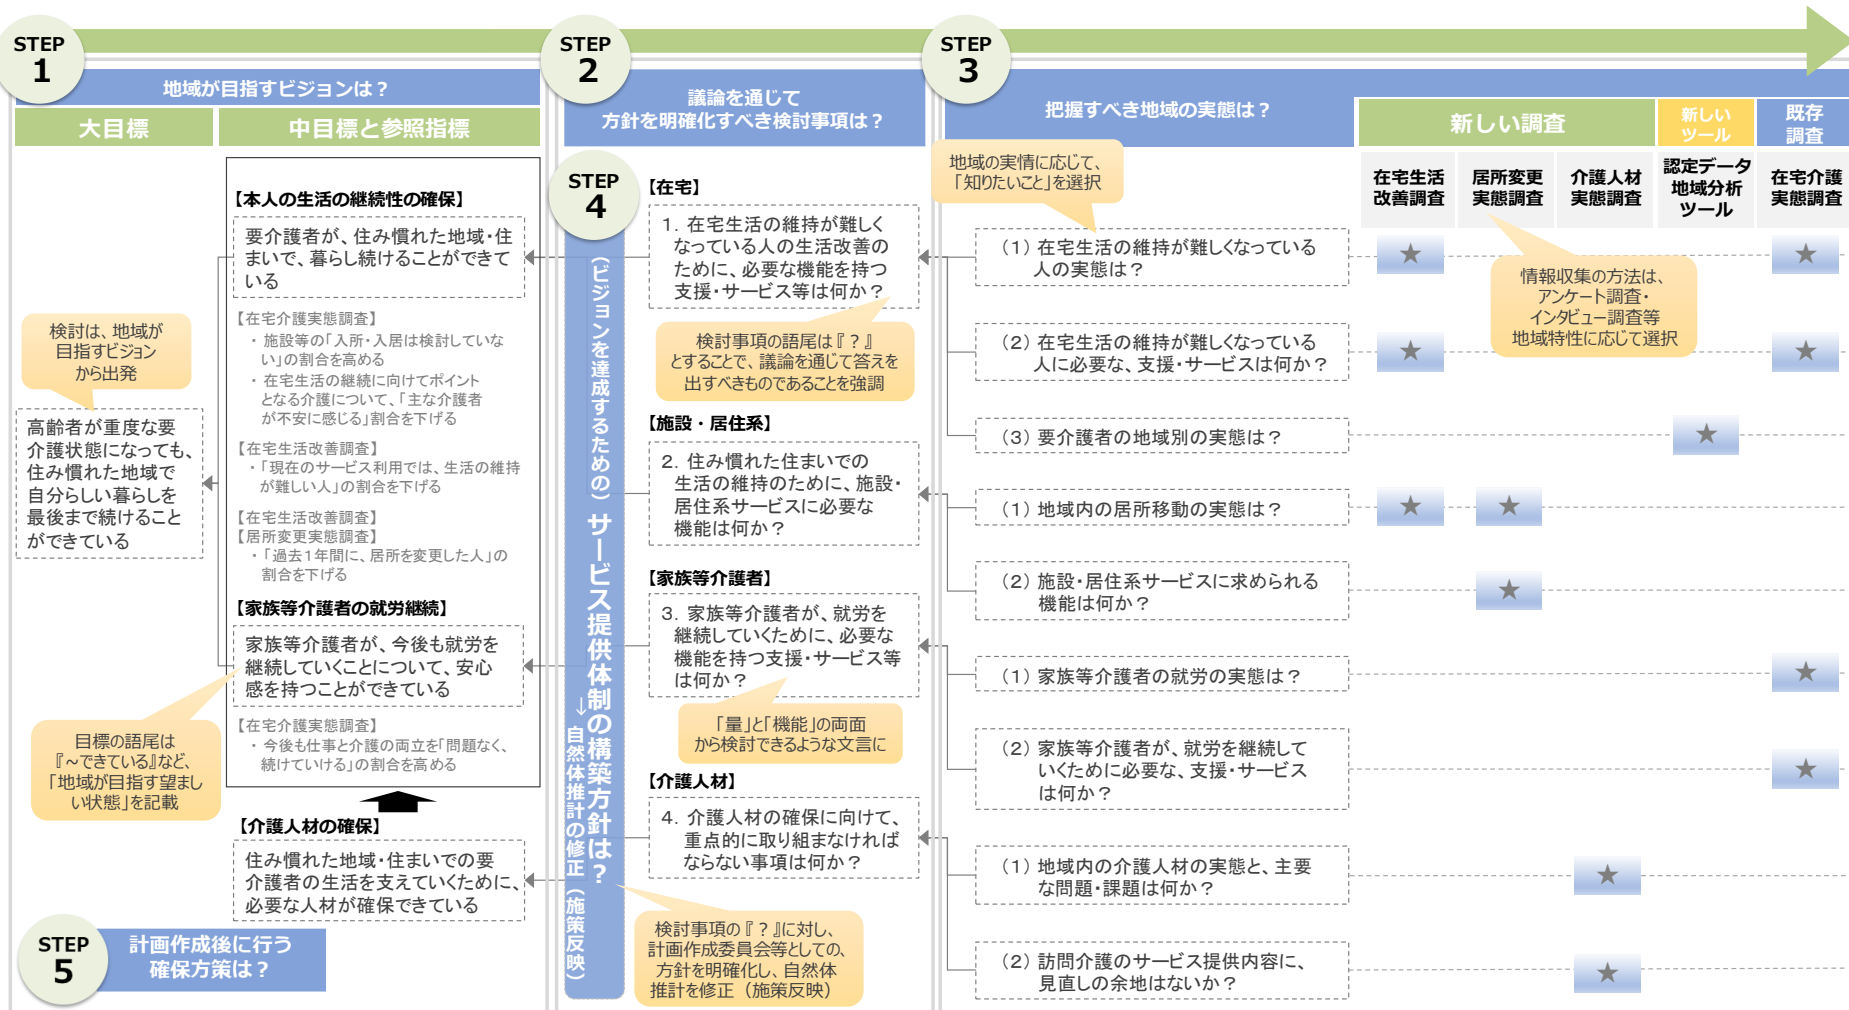 STEP
1
地域が目指すビジョンは？
大目標
中目標と参照指標
【本人の生活の継続性の確保】
要介護者が、住み慣れた地域・住
まいで、暮らし続けることができて
いる
【在宅介護実態調査】
・施設等の「入所・入居は検討していな
い」の割合を高める
・在宅生活の継続に向けてポイント
となる介護について、「主な介護者
が不安に感じる」割合を下げる
【在宅生活改善調査】
・「現在のサービス利用では、生活の維持
が難しい人」の割合を下げる
【在宅生活改善調査】
【居所変更実態調査】
・「過去１年間に、居所を変更した人」の
割合を下げる
【家族等介護者の就労継続】
家族等介護者が、今後も就労を
継続していくことについて、安心
感を持つことができている
【在宅介護実態調査】
・今後も仕事と介護の両立を「問題なく、
続けていける」の割合を高める
【介護人材の確保】
住み慣れた地域・住まいでの要
介護者の生活を支えていくために、
必要な人材が確保できている
検討は、地域が
目指すビジョン
から出発
高齢者が重度な要
介護状態になっても、
住み慣れた地域で
自分らしい暮らしを
最後まで続けること
ができている
目標の語尾は
『～できている』など、
「地域が目指す望まし
い状態」を記載
STEP
5
計画作成後に行う
確保方策は？
STEP
2
議論を通じて
方針を明確化すべき検討事項は？
STEP
4
（ビジョンを達成するための）サービス提供体制の構築方針は？
→自然体推計の修正（施策反映）
【在宅】
１．在宅生活の維持が難しく
なっている人の生活改善の
ために、必要な機能を持つ
支援・サービス等は何か？
検討事項の語尾は『？』
とすることで、議論を通じて答えを
出すべきものであることを強調
【施設・居住系】
２．住み慣れた住まいでの
生活の維持のために、施設・
居住系サービスに必要な
機能は何か？
【家族等介護者】
３．家族等介護者が、就労を
継続していくために、必要な
機能を持つ支援・サービス等
は何か？
「量」と「機能」の両面
から検討できるような文言に
【介護人材】
４．介護人材の確保に向けて、
重点的に取り組まなければ
ならない事項は何か？
検討事項の『？』に対し、
計画作成委員会等としての、
方針を明確化し、自然体
推計を修正（施策反映）
STEP
3
把握すべき地域の実態は？
地域の実情に応じて、
「知りたいこと」を選択
新しい調査
新しい
ツール
既存
調査
在宅生活
改善調査
居所変更
実態調査
介護人材
実態調査
認定データ
地域分析
ツール
在宅介護
実態調査
情報収集の方法は、
アンケート調査・
インタビュー調査等
地域特性に応じて選択
（１）在宅生活の維持が難しくなっている
人の実態は？
★
★
（２）在宅生活の維持が難しくなっている
人に必要な、支援・サービスは何か？
★
★
（３）要介護者の地域別の実態は？
★
（１）地域内の居所移動の実態は？
★
★
（２）施設・居住系サービスに求められる
機能は何か？
★
（１）家族等介護者の就労の実態は？
★
（２）家族等介護者が、就労を継続して
いくために必要な、支援・サービス
は何か？
★
（１）地域内の介護人材の実態と、主要
な問題・課題は何か？
★
（２）訪問介護のサービス提供内容に、
見直しの余地はないか？
★